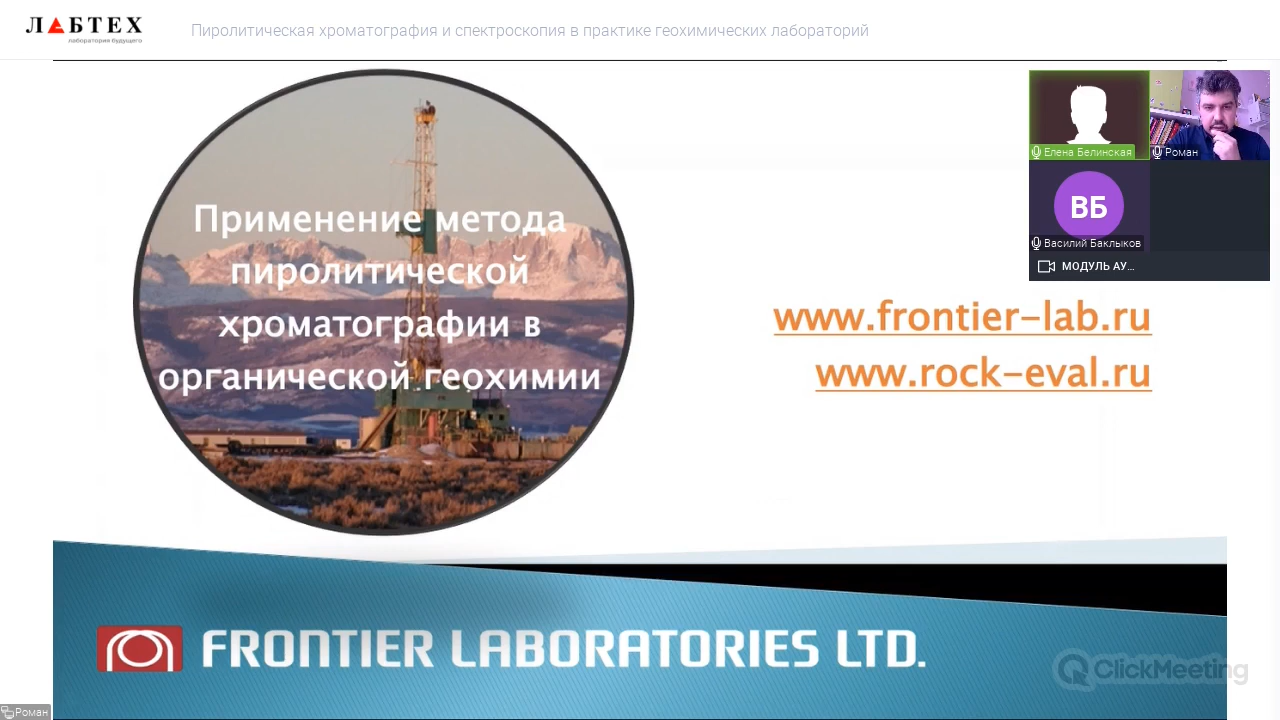 ЛАБТЕХ
лаборатория будущего
Пиролитическая хроматография и спектроскопия в практике геохимических лабораторий
Применение метода
пиролитической
хроматографии в
органической геохимии
www.frontier-lab.ru
www.rock-eval.ru
Елена Белинская
Роман
ВБ
Василий Баклыков
МОДУЛЬ АУ...
FRONTIER LABORATORIES LTD.
ClickMeeting
Роман